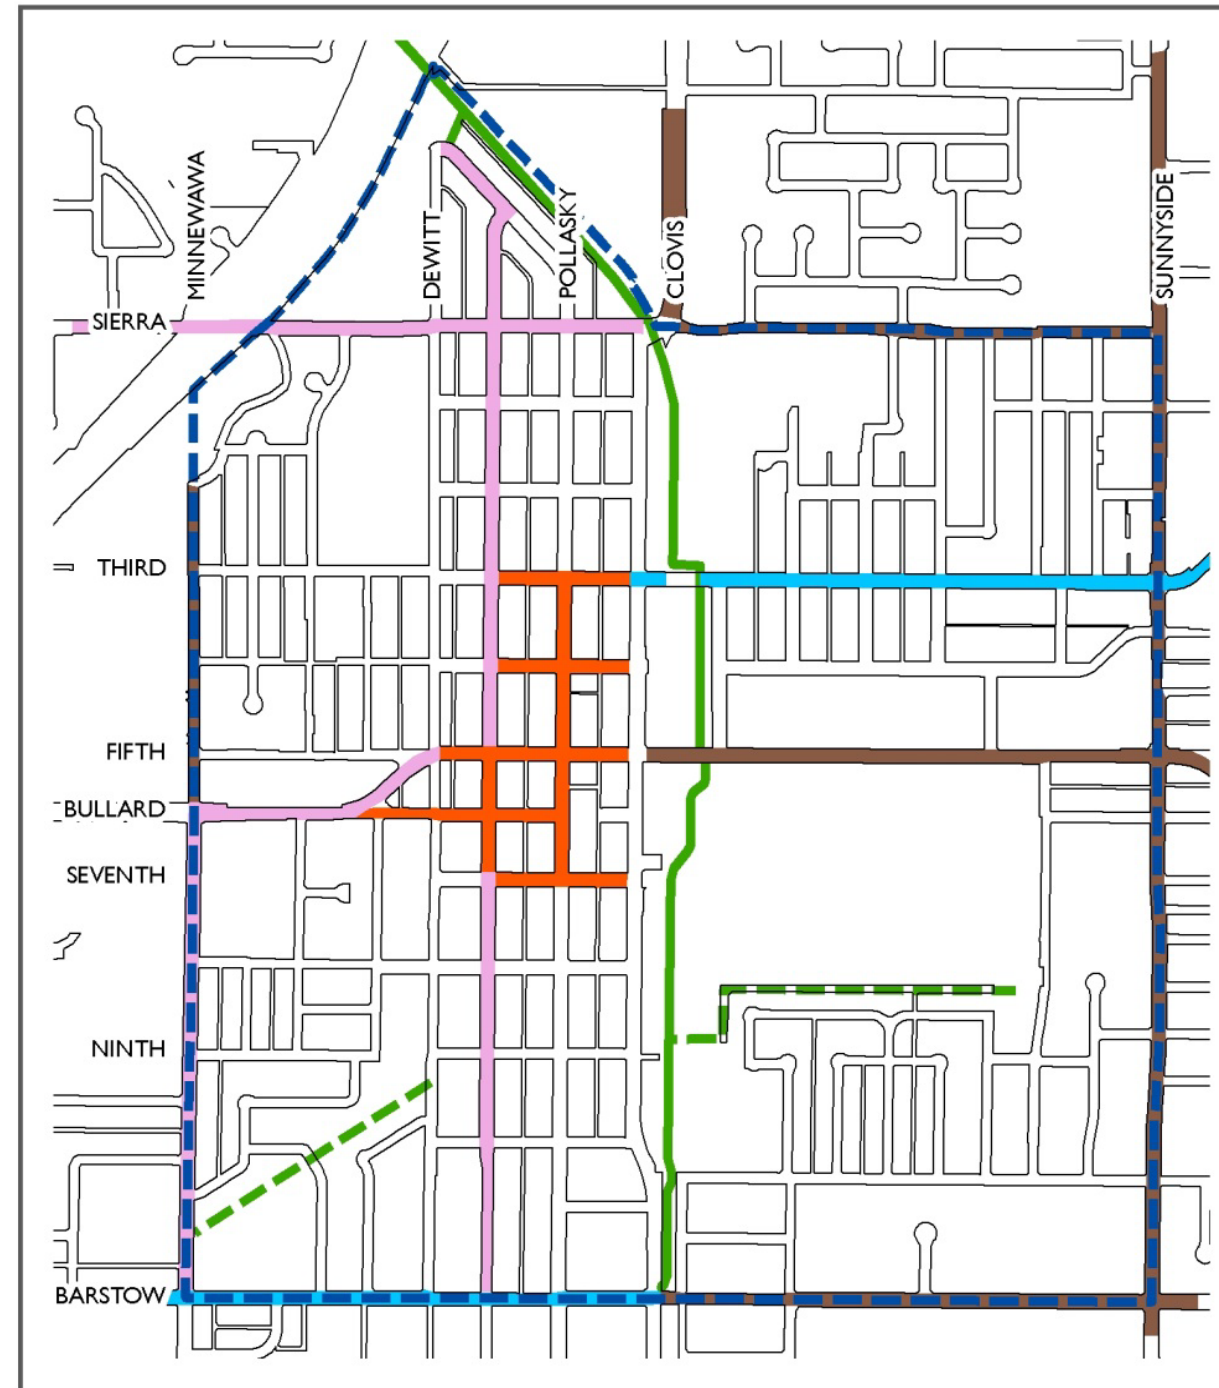 MINNEWAWA
DEWITT
POLLASKY
CLOVIS
SUNNYSIDE
SIERRA
THIRD
FIFTH
BULLARD
SEVENTH
NINTH
BARSTOW